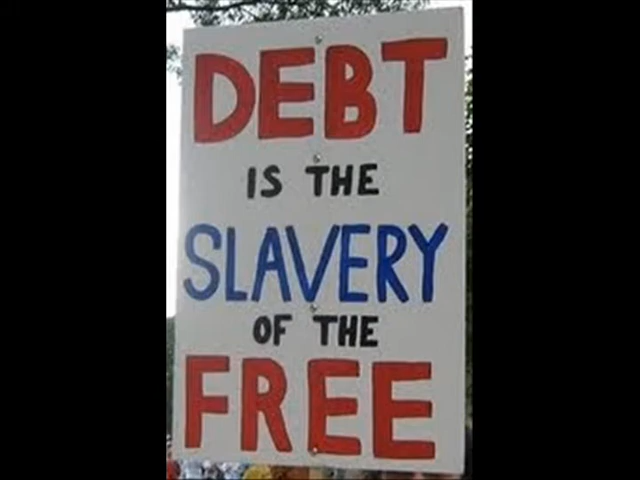 DEBT
IS THE
SLAVERY
OF THE
FREE